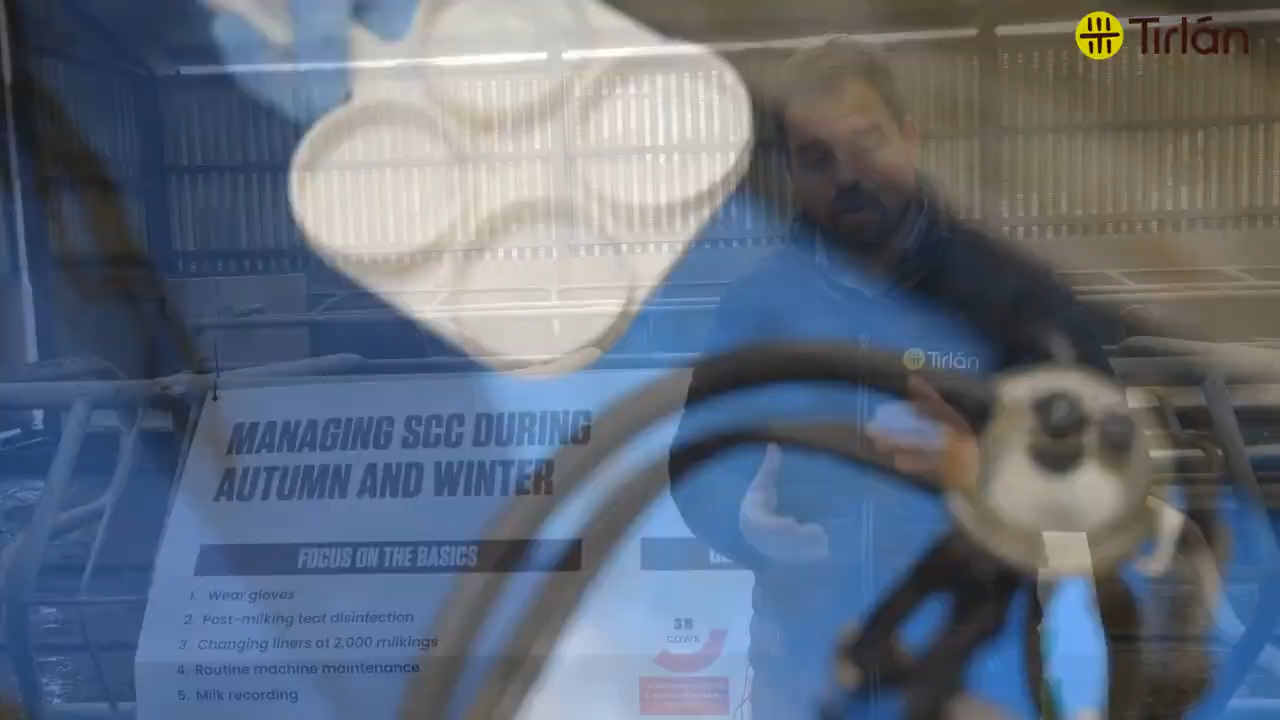 Tirlán
Tirlán
MANAGING SCC DURING
AUTUMN AND WINTER
FOCUS ON THE BASICS
1. Wear gloves
2 Post-milking teat disinfection
3 Changing liners at 2,000 milkings
4. Routine machine maintenance
5. Milk recording
38
COWS